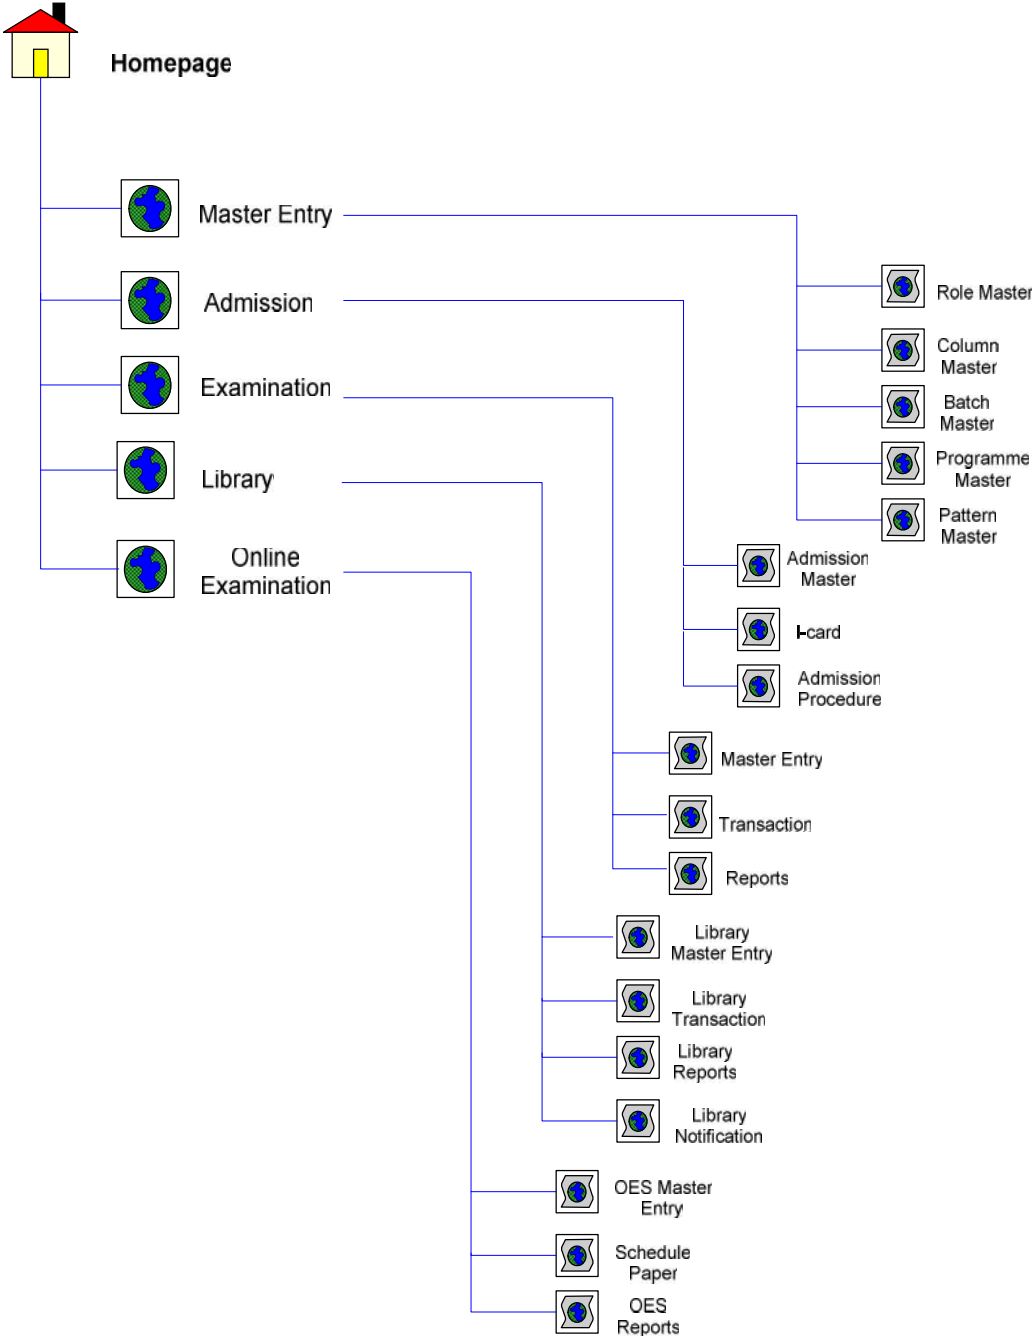 Homepage
Master Entry
Admission
Examination
Library
Online
Examination
Role Master
Column
Master
Batch
Master
Programme
Master
Pattern
Master
Admission
Master
I-card
Admission
Procedure
Master Entry
Transaction
Reports
Library
Master Entry
Library
Transaction
Library
Reports
Library
Notification
OES Master
Entry
Schedule
Paper
OES
Reports